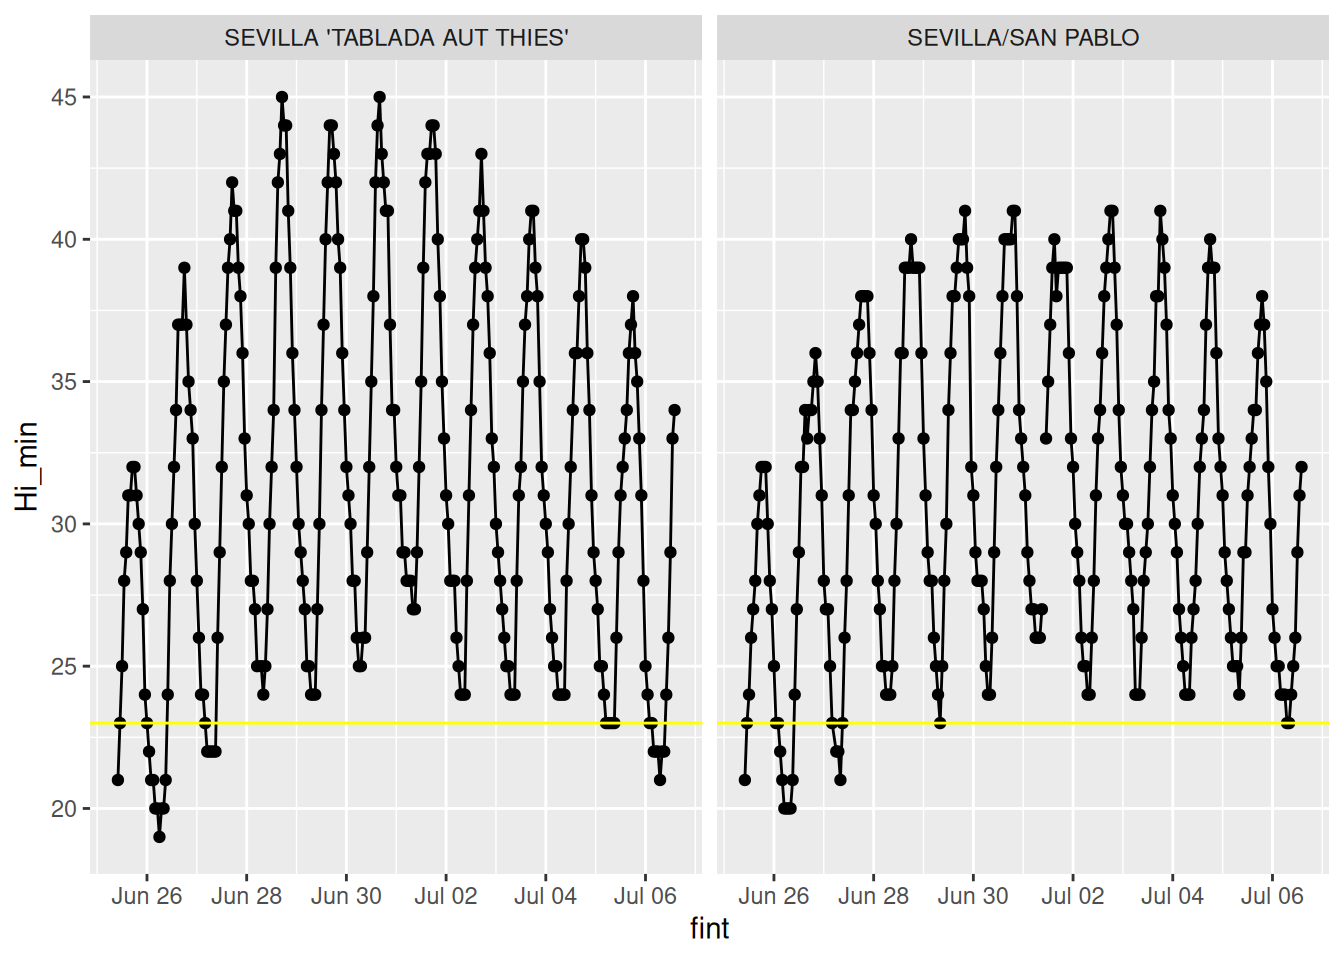 SEVILLA 'TABLADA AUT THIES'
SEVILLA/SAN PABLO
45
40
35
30
25
20
Hi_min
Jun 26 Jun 28 Jun 30 Jul 02 Jul 04 Jul 06
Jun 26 Jun 28 Jun 30 Jul 02 Jul 04 Jul 06
fint